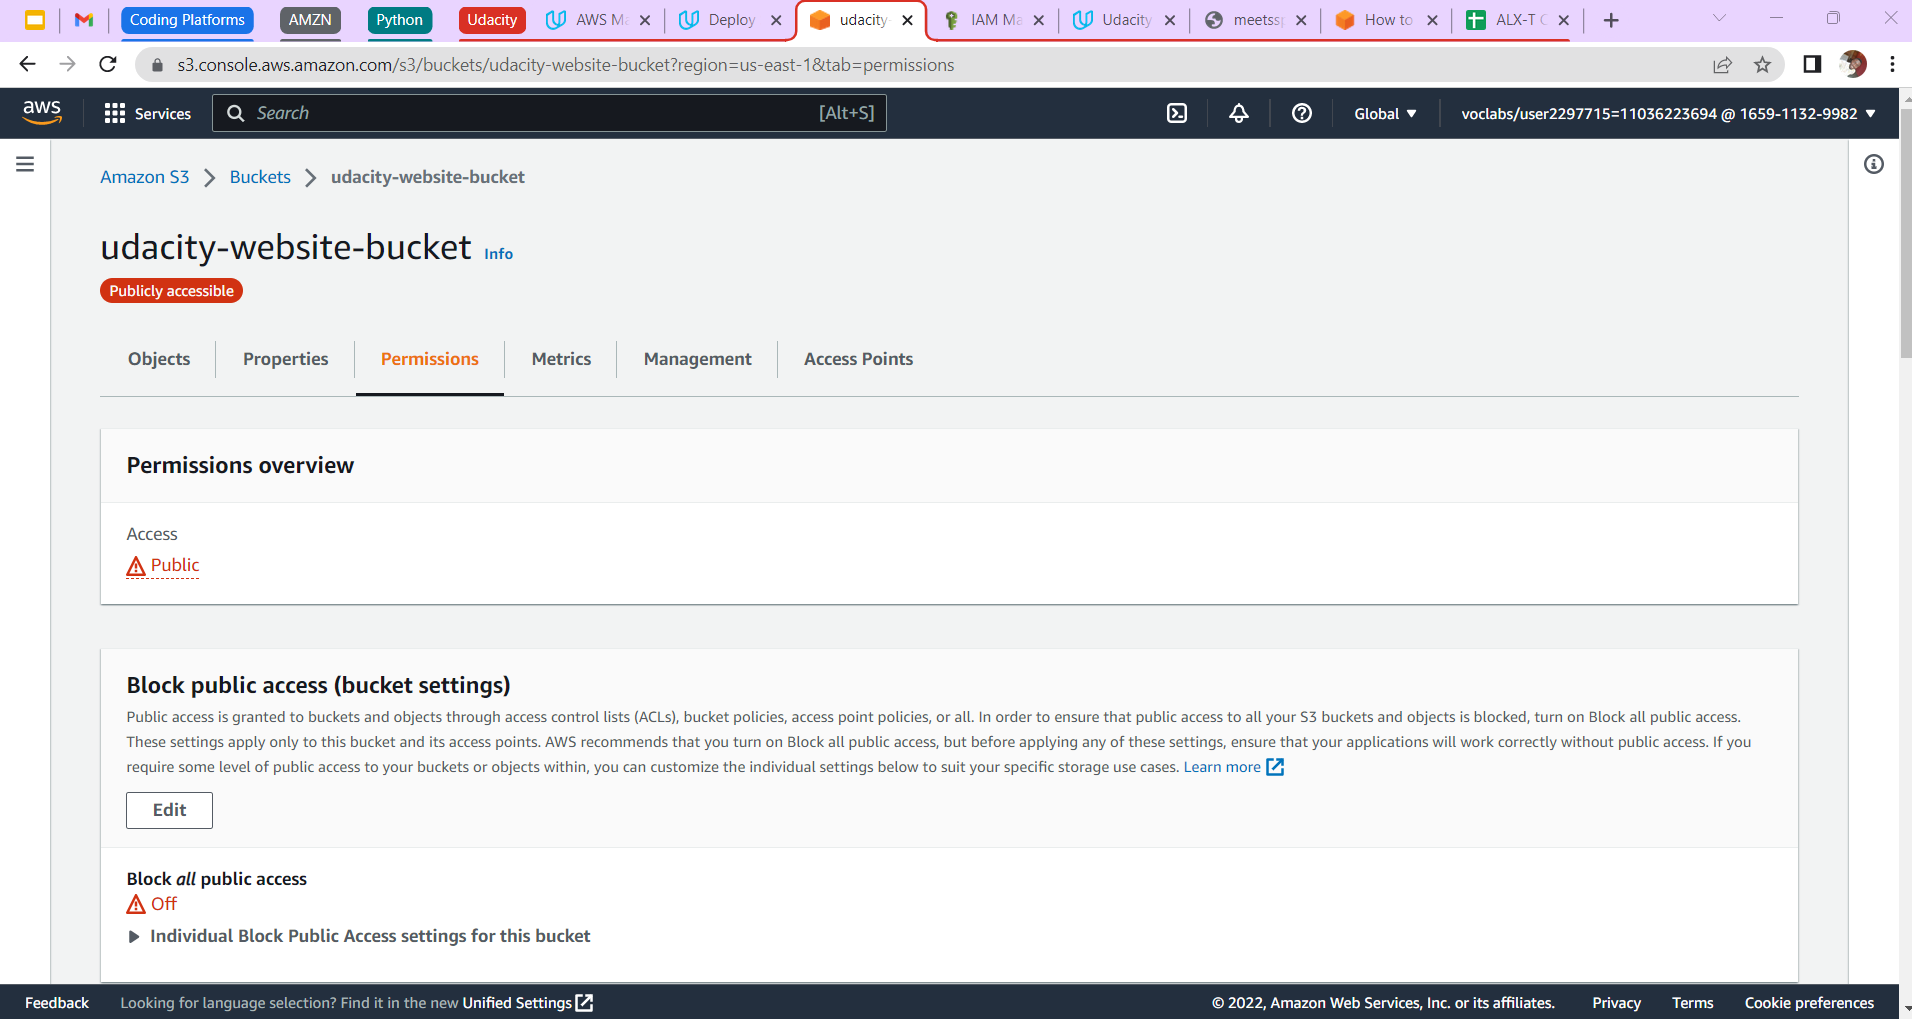 Coding Platforms AMZN Python Udacity AWS Ma Deploy udacity- IAM Ma Udacity meetss How to ALX-T C
s3.console.aws.amazon.com/s3/buckets/udacity-website-bucket?region=us-east-1&tab=permissions
aws Services Search [Alt+S] Global voclabs/user2297715=11036223694 @ 1659-1132-9982
Amazon S3 Buckets udacity-website-bucket
udacity-website-bucket Info
Publicly accessible
Objects Properties Permissions Metrics Management Access Points
Permissions overview
Access
Public
Block public access (bucket settings)
Public access is granted to buckets and objects through access control lists (ACLs), bucket policies, access point policies, or all. In order to ensure that public access to all your S3 buckets and objects is blocked, turn on Block all public access.
These settings apply only to this bucket and its access points. AWS recommends that you turn on Block all public access, but before applying any of these settings, ensure that your applications will work correctly without public access. If you
require some level of public access to your buckets or objects within, you can customize the individual settings below to suit your specific storage use cases. Learn more
Edit
Block all public access
Off
Individual Block Public Access settings for this bucket
Feedback Looking for language selection? Find it in the new Unified Settings © 2022, Amazon Web Services, Inc. or its affiliates. Privacy Terms Cookie preferences